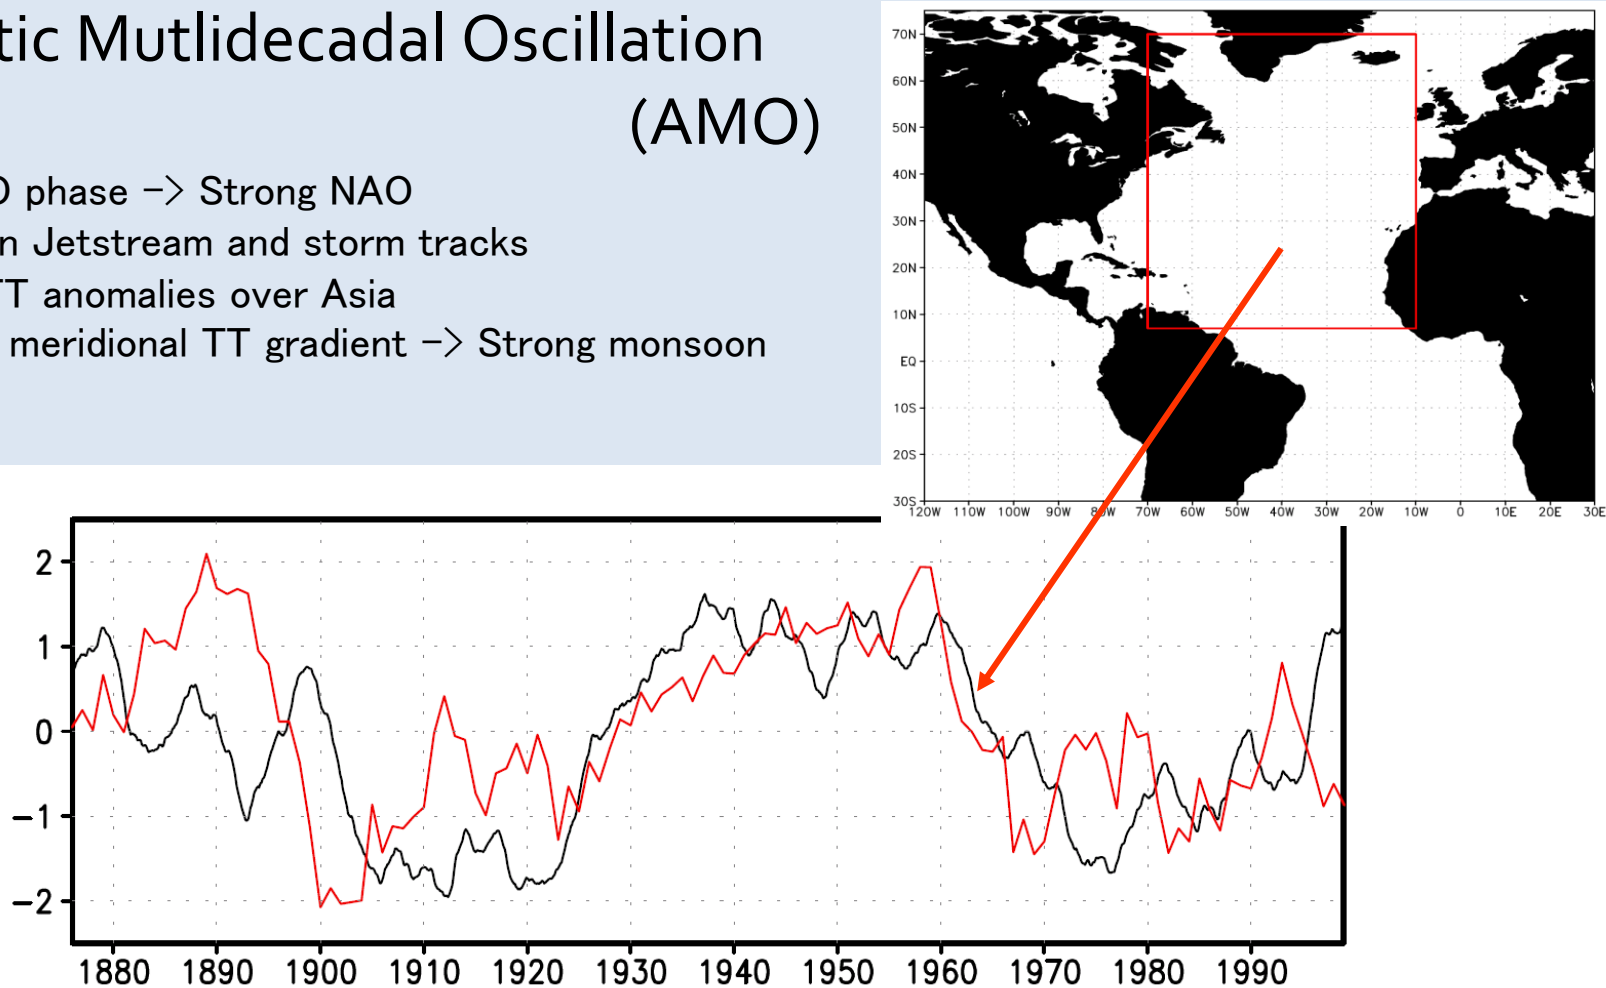 tic Mutlidecadal Oscillation
(AMO)
O phase -> Strong NAO
n Jetstream and storm tracks
TT anomalies over Asia
meridional TT gradient -> Strong monsoon
70N
60N
50N
40N
30N
20N
10N
EQ
10S
20S
30S
120W 110W 100W 90W 80W 70W 60W 50W 40W 30W 20W 10W 0 10E 20E 30E
2
1
0
-1
-2
1880 1890 1900 1910 1920 1930 1940 1950 1960 1970 1980 1990